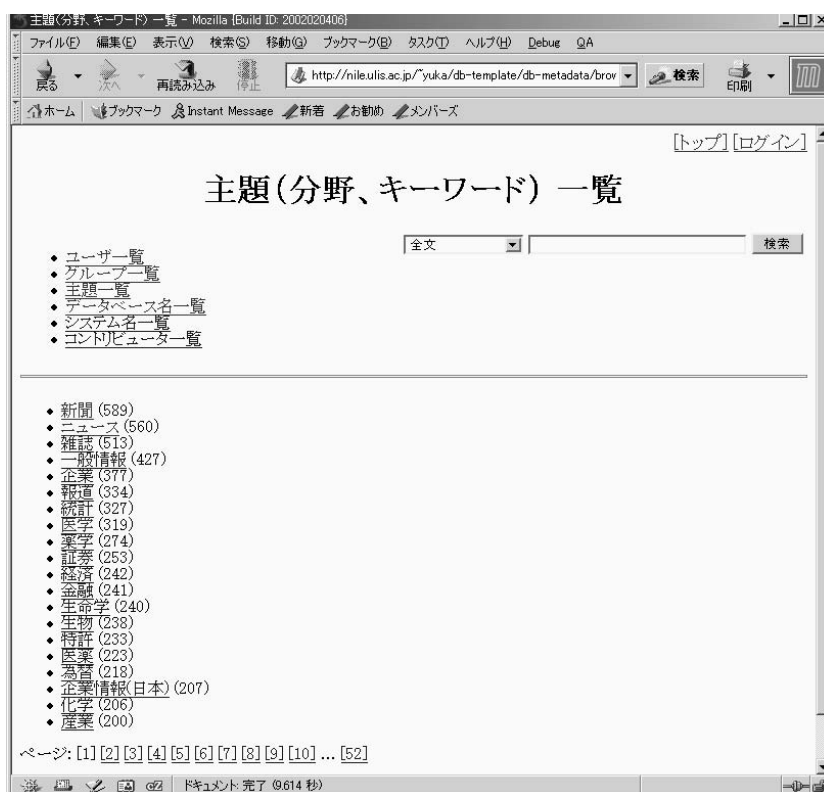 主題(分野、キーワード) 一覧 - Mozilla {Build ID: 2002020406}
ファイル(F) 編集(E) 表示(V) 検索(S) 移動(G) ブックマーク(B) タスク(T) ヘルプ(H) Debug QA
戻る 次へ 再読み込み 停止 http://nile.ulis.ac.jp/~yuka/db-template/db-metadata/brov 検索 印刷
ホーム ブックマーク Instant Message 新着 お勧め メンバーズ
[トップ] [ログイン]
主題(分野、キーワード) 一覧
全文 検索
ユーザ一覧
グループ一覧
主題一覧
データベース名一覧
システム名一覧
コントリビュータ一覧
新聞 (589)
ニュース (560)
雑誌 (513)
一般情報 (427)
企業 (377)
報道 (334)
統計 (327)
医学 (319)
薬学 (274)
証券 (253)
経済 (242)
金融 (241)
生命学 (240)
生物 (238)
特許 (233)
医薬 (223)
為替 (218)
企業情報(日本) (207)
化学 (206)
産業 (200)
ページ: [1] [2] [3] [4] [5] [6] [7] [8] [9] [10] ... [52]
ドキュメント: 完了 (9.614 秒)